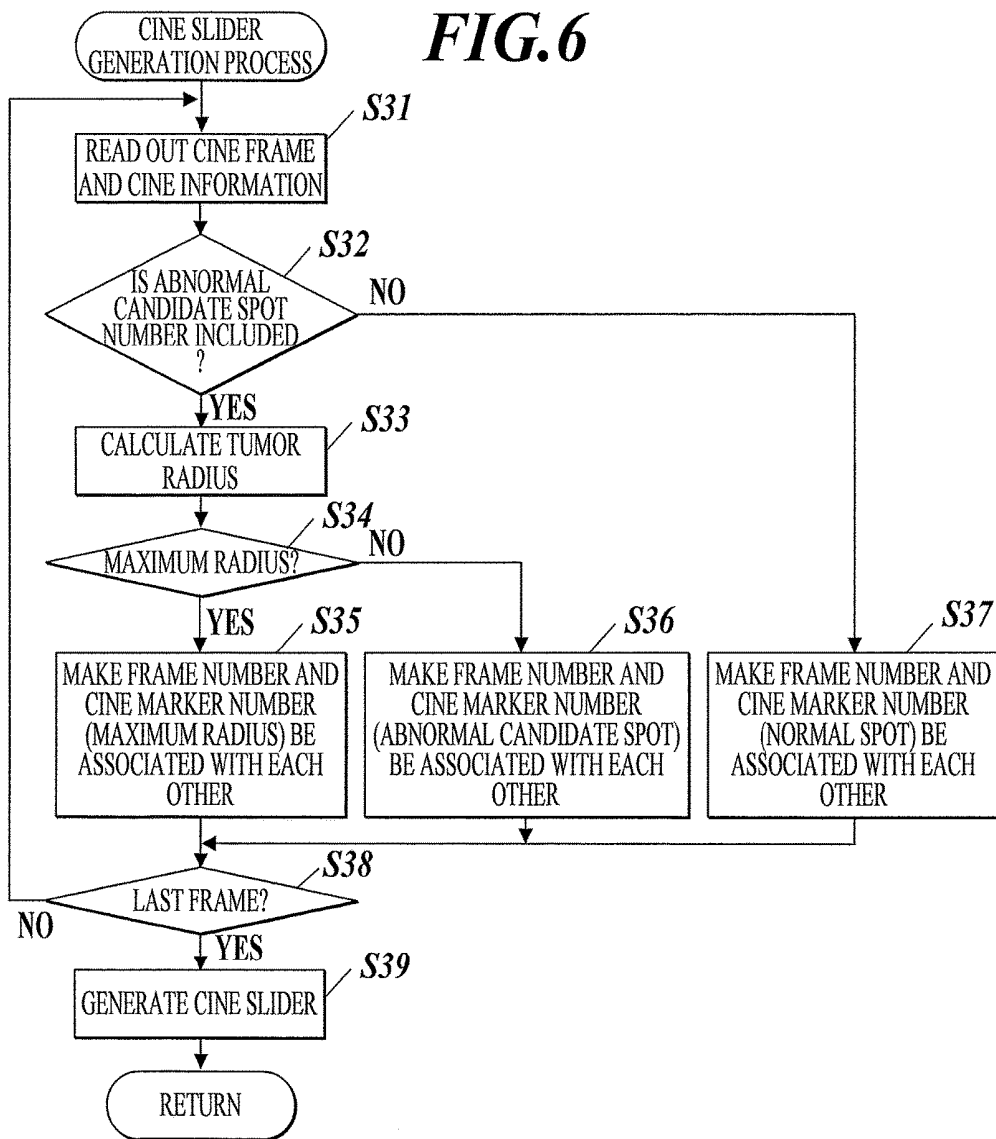 FIG.6
CINE SLIDER
GENERATION PROCESS
S31
READ OUT CINE FRAME
AND CINE INFORMATION
S32
IS ABNORMAL
CANDIDATE SPOT
NUMBER INCLUDED
?
NO
YES
S33
CALCULATE TUMOR
RADIUS
S34
MAXIMUM RADIUS?
NO
YES
S35
MAKE FRAME NUMBER AND
CINE MARKER NUMBER
(MAXIMUM RADIUS) BE
ASSOCIATED WITH EACH
OTHER
S36
MAKE FRAME NUMBER AND
CINE MARKER NUMBER
(ABNORMAL CANDIDATE SPOT)
BE ASSOCIATED WITH EACH
OTHER
S37
MAKE FRAME NUMBER AND
CINE MARKER NUMBER
(NORMAL SPOT) BE
ASSOCIATED WITH EACH
OTHER
S38
LAST FRAME?
NO
YES
S39
GENERATE CINE SLIDER
RETURN